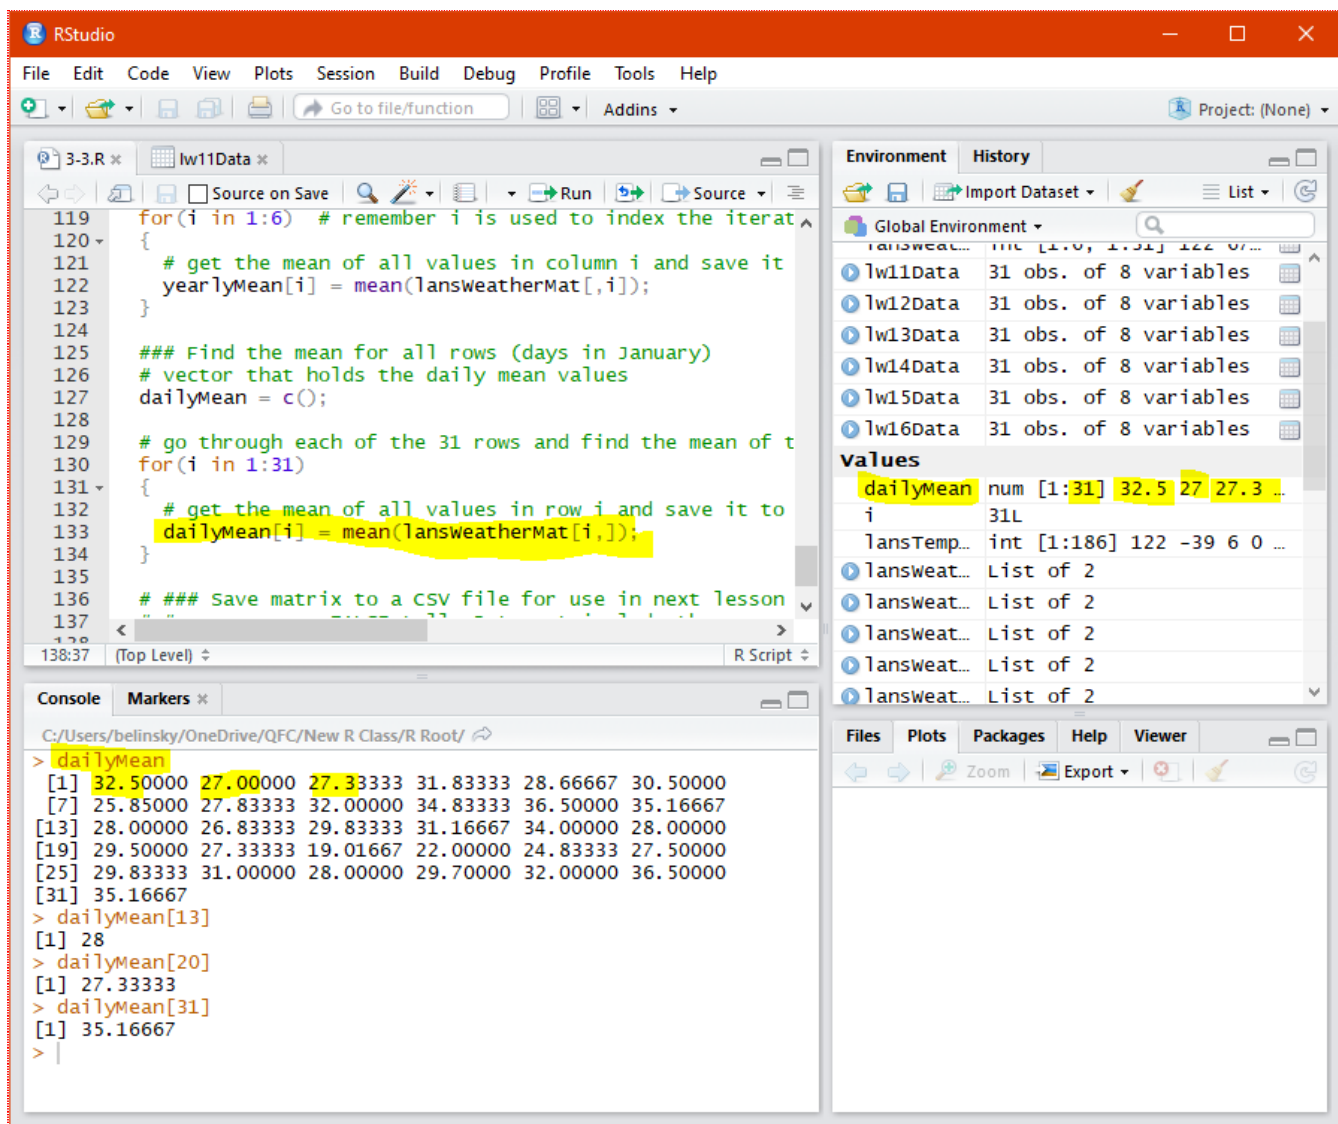 RStudio
File Edit Code View Plots Session Build Debug Profile Tools Help
Go to file/function Addins Project: (None)
3-3.R lw11Data
Source on Save Run Source
119 for(i in 1:6) # remember i is used to index the iterat
120 {
121 # get the mean of all values in column i and save it
122 yearlyMean[i] = mean(lansWeatherMat[,i]);
123 }
124
125 ### Find the mean for all rows (days in January)
126 # vector that holds the daily mean values
127 dailyMean = c();
128
129 # go through each of the 31 rows and find the mean of t
130 for(i in 1:31)
131 {
132 # get the mean of all values in row i and save it to
133 dailyMean[i] = mean(lansWeatherMat[i,]);
134 }
135
136 # ### Save matrix to a CSV file for use in next lesson
137
138:37 (Top Level) R Script
Console Markers
C:/Users/belinsky/OneDrive/QFC/New R Class/R Root/
> dailyMean
[1] 32.50000 27.00000 27.33333 31.83333 28.66667 30.50000
[7] 25.85000 27.83333 32.00000 34.83333 36.50000 35.16667
[13] 28.00000 26.83333 29.83333 31.16667 34.00000 28.00000
[19] 29.50000 27.33333 19.01667 22.00000 24.83333 27.50000
[25] 29.83333 31.00000 28.00000 29.70000 32.00000 36.50000
[31] 35.16667
> dailyMean[13]
[1] 28
> dailyMean[20]
[1] 27.33333
> dailyMean[31]
[1] 35.16667
>
Environment History
Import Dataset List
Global Environment
lansWeat… int [1:6, 1:31] 122 67…
lw11Data 31 obs. of 8 variables
lw12Data 31 obs. of 8 variables
lw13Data 31 obs. of 8 variables
lw14Data 31 obs. of 8 variables
lw15Data 31 obs. of 8 variables
lw16Data 31 obs. of 8 variables
Values
dailyMean num [1:31] 32.5 27 27.3 …
i 31L
lansTemp… int [1:186] 122 -39 6 0 …
lansWeat… List of 2
lansWeat… List of 2
lansWeat… List of 2
lansWeat… List of 2
lansWeat… List of 2
Files Plots Packages Help Viewer
Zoom Export